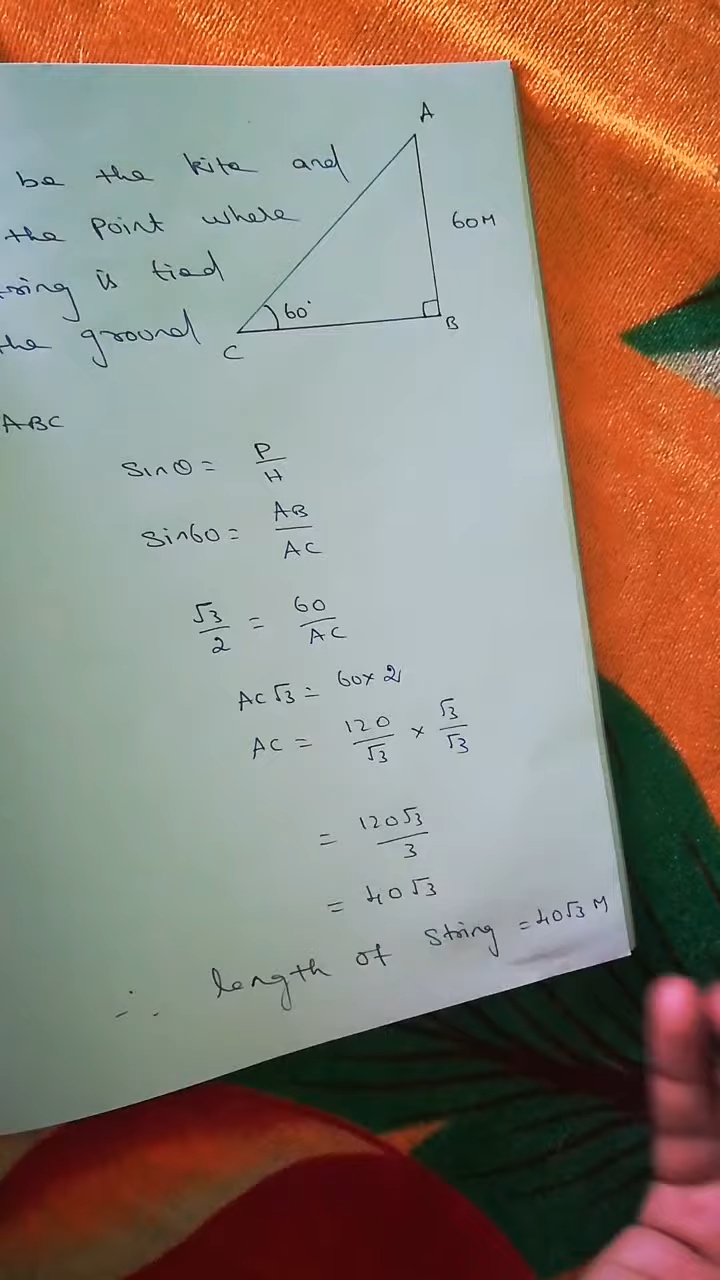 A
be the kite and
the point where
60M
tring is tied
60°
the ground
C
B
ABC
Sinθ = P/H
Sin60 = AB/AC
√3/2 = 60/AC
AC√3 = 60×2
AC = 120/√3 × √3/√3
= 120√3/3
= 40√3
∴ length of string = 40√3 M